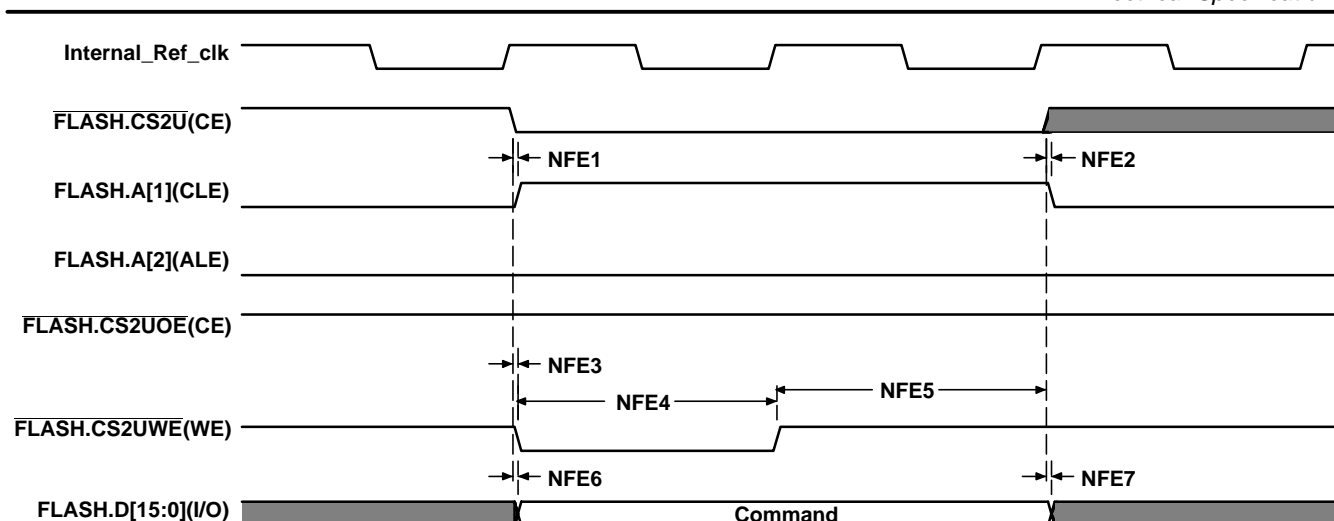 Internal_Ref_clk
FLASH.CS2U(CE)
NFE1
NFE2
FLASH.A[1](CLE)
FLASH.A[2](ALE)
FLASH.CS2UOE(CE)
NFE3
NFE4
NFE5
FLASH.CS2UWE(WE)
NFE6
NFE7
FLASH.D[15:0](I/O)
Command